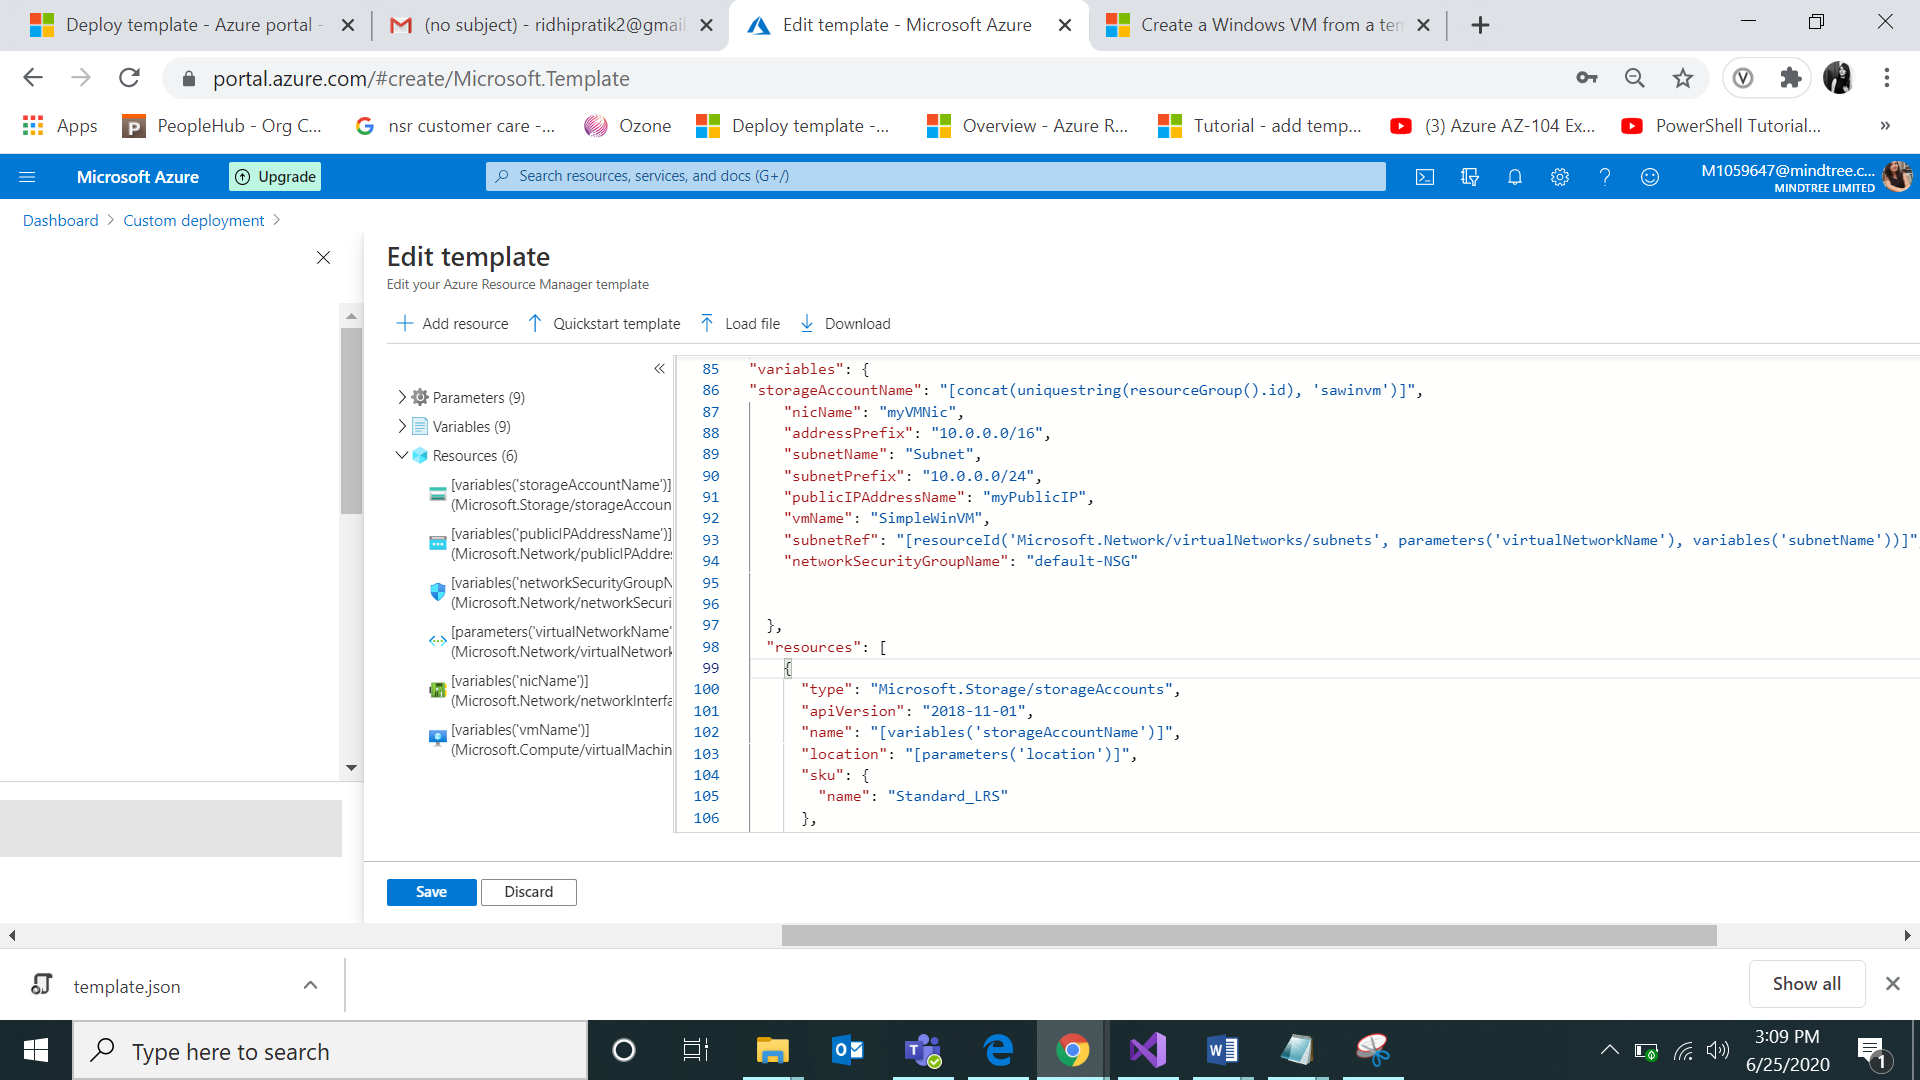 Deploy template - Azure portal -
(no subject) - ridhipratik2@gmail
Edit template - Microsoft Azure
Create a Windows VM from a tem
portal.azure.com/#create/Microsoft.Template
Apps
PeopleHub - Org C...
nsr customer care -...
Ozone
Deploy template -...
Overview - Azure R...
Tutorial - add temp...
(3) Azure AZ-104 Ex...
PowerShell Tutorial...
»
Microsoft Azure
Upgrade
Search resources, services, and docs (G+/)
M1059647@mindtree.c...
MINDTREE LIMITED
Dashboard > Custom deployment >
Edit template
Edit your Azure Resource Manager template
Add resource
Quickstart template
Load file
Download
Parameters (9)
Variables (9)
Resources (6)
[variables('storageAccountName')]
(Microsoft.Storage/storageAccoun
[variables('publicIPAddressName')]
(Microsoft.Network/publicIPAddres
[variables('networkSecurityGroupN
(Microsoft.Network/networkSecuri
[parameters('virtualNetworkName'
(Microsoft.Network/virtualNetwork
[variables('nicName')]
(Microsoft.Network/networkInterfa
[variables('vmName')]
(Microsoft.Compute/virtualMachin
85 "variables": {
86 "storageAccountName": "[concat(uniquestring(resourceGroup().id), 'sawinvm')]",
87 "nicName": "myVMNic",
88 "addressPrefix": "10.0.0.0/16",
89 "subnetName": "Subnet",
90 "subnetPrefix": "10.0.0.0/24",
91 "publicIPAddressName": "myPublicIP",
92 "vmName": "SimpleWinVM",
93 "subnetRef": "[resourceId('Microsoft.Network/virtualNetworks/subnets', parameters('virtualNetworkName'), variables('subnetName'))]",
94 "networkSecurityGroupName": "default-NSG"
95
96
97 },
98 "resources": [
99 {
100 "type": "Microsoft.Storage/storageAccounts",
101 "apiVersion": "2018-11-01",
102 "name": "[variables('storageAccountName')]",
103 "location": "[parameters('location')]",
104 "sku": {
105 "name": "Standard_LRS"
106 },
Save
Discard
template.json
Show all
Type here to search
3:09 PM
6/25/2020
1